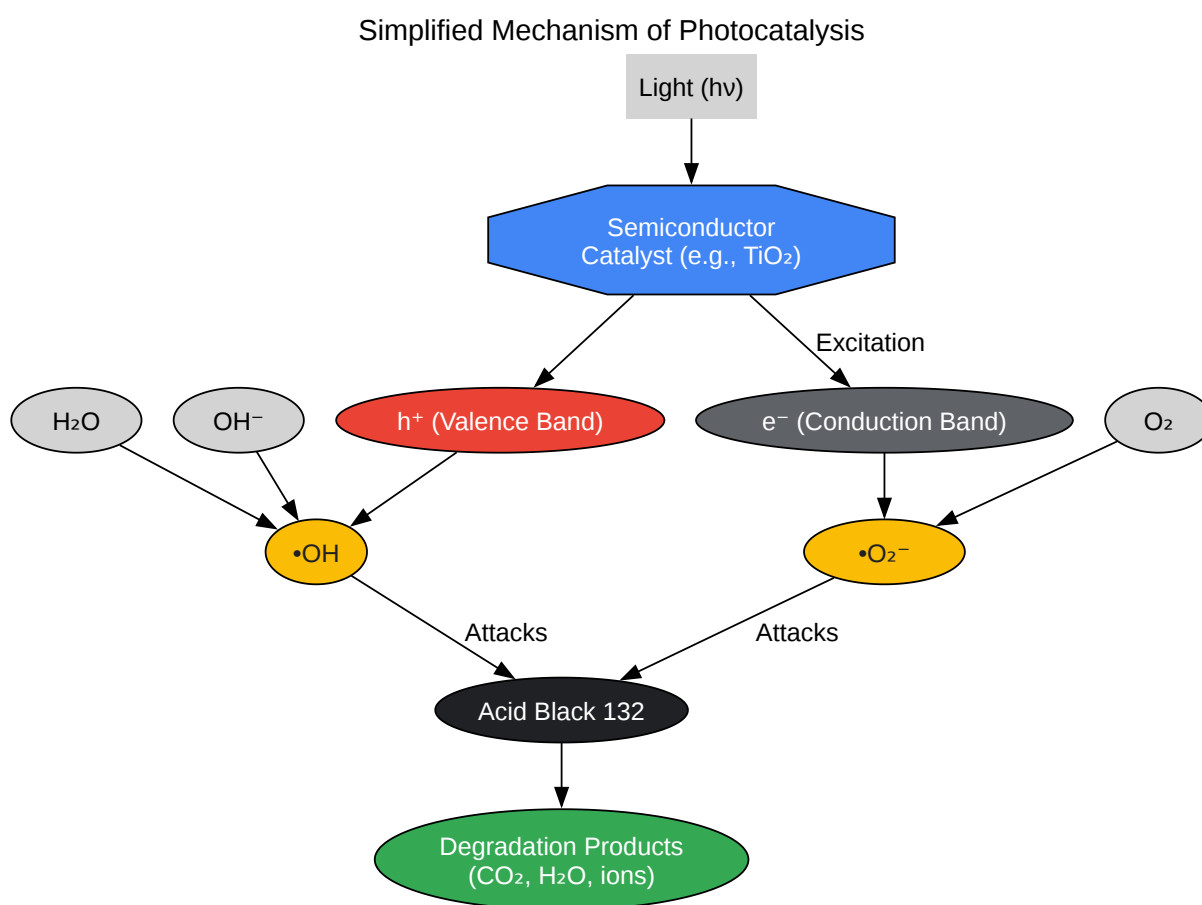 Simplified Mechanism of Photocatalysis
Light (hν)
Semiconductor
Catalyst (e.g., TiO₂)
Excitation
H₂O
OH⁻
h⁺ (Valence Band)
e⁻ (Conduction Band)
O₂
•OH
•O₂⁻
Attacks
Attacks
Acid Black 132
Degradation Products
(CO₂, H₂O, ions)